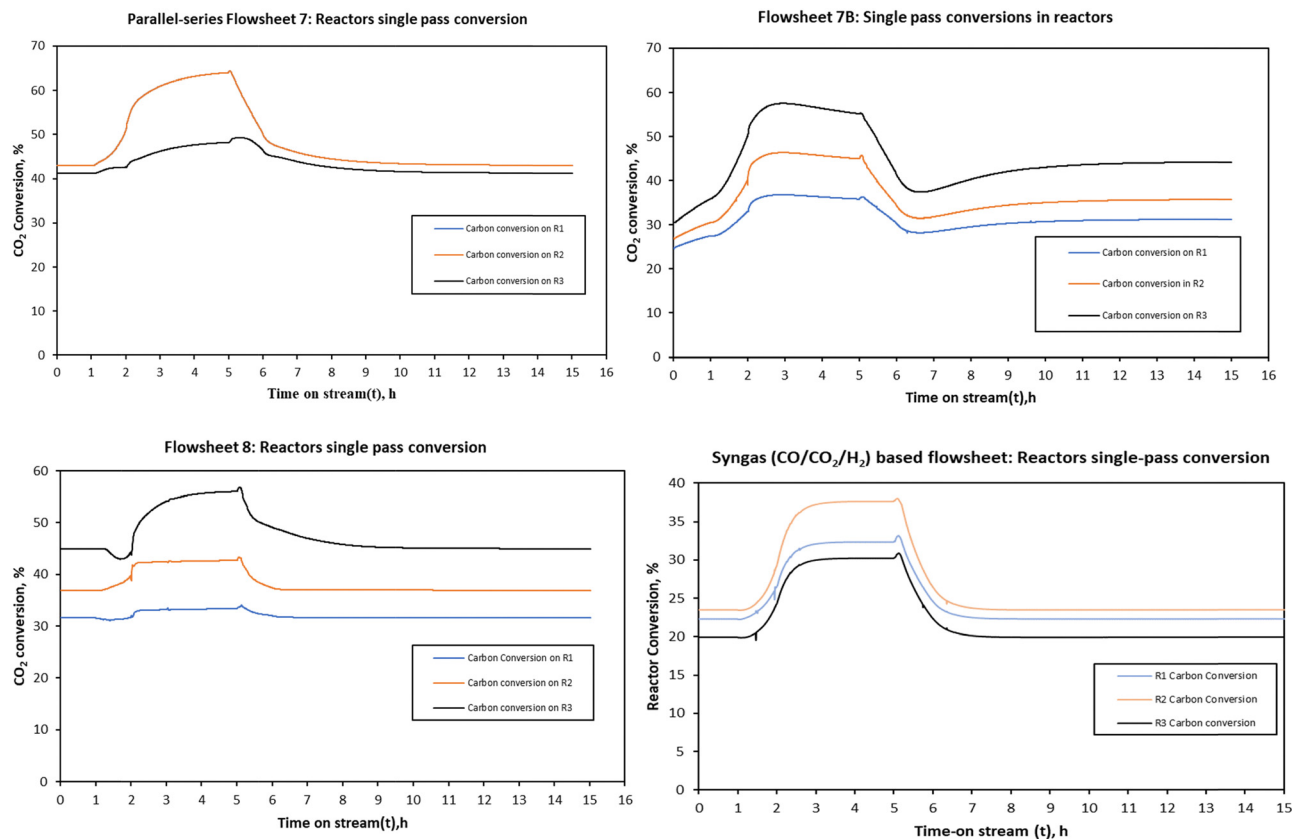 Parallel-series Flowsheet 7: Reactors single pass conversion
70
60
50
40
30
20
10
0
CO₂ Conversion, %
Carbon conversion on R1
Carbon conversion on R2
Carbon conversion on R3
0 1 2 3 4 5 6 7 8 9 10 11 12 13 14 15 16
Time on stream(t), h
Flowsheet 7B: Single pass conversions in reactors
70
60
50
40
30
20
10
0
CO₂ conversion, %
Carbon conversion on R1
Carbon conversion in R2
Carbon conversion on R3
0 1 2 3 4 5 6 7 8 9 10 11 12 13 14 15 16
Time on stream(t),h
Flowsheet 8: Reactors single pass conversion
60
50
40
30
20
10
0
CO₂ conversion, %
Carbon Conversion on R1
Carbon conversion on R2
Carbon conversion on R3
0 1 2 3 4 5 6 7 8 9 10 11 12 13 14 15 16
Time on stream(t),h
Syngas (CO/CO₂/H₂) based flowsheet: Reactors single-pass conversion
40
35
30
25
20
15
10
5
0
Reactor Conversion, %
R1 Carbon Conversion
R2 Carbon Conversion
R3 Carbon conversion
0 1 2 3 4 5 6 7 8 9 10 11 12 13 14 15
Time-on stream (t), h